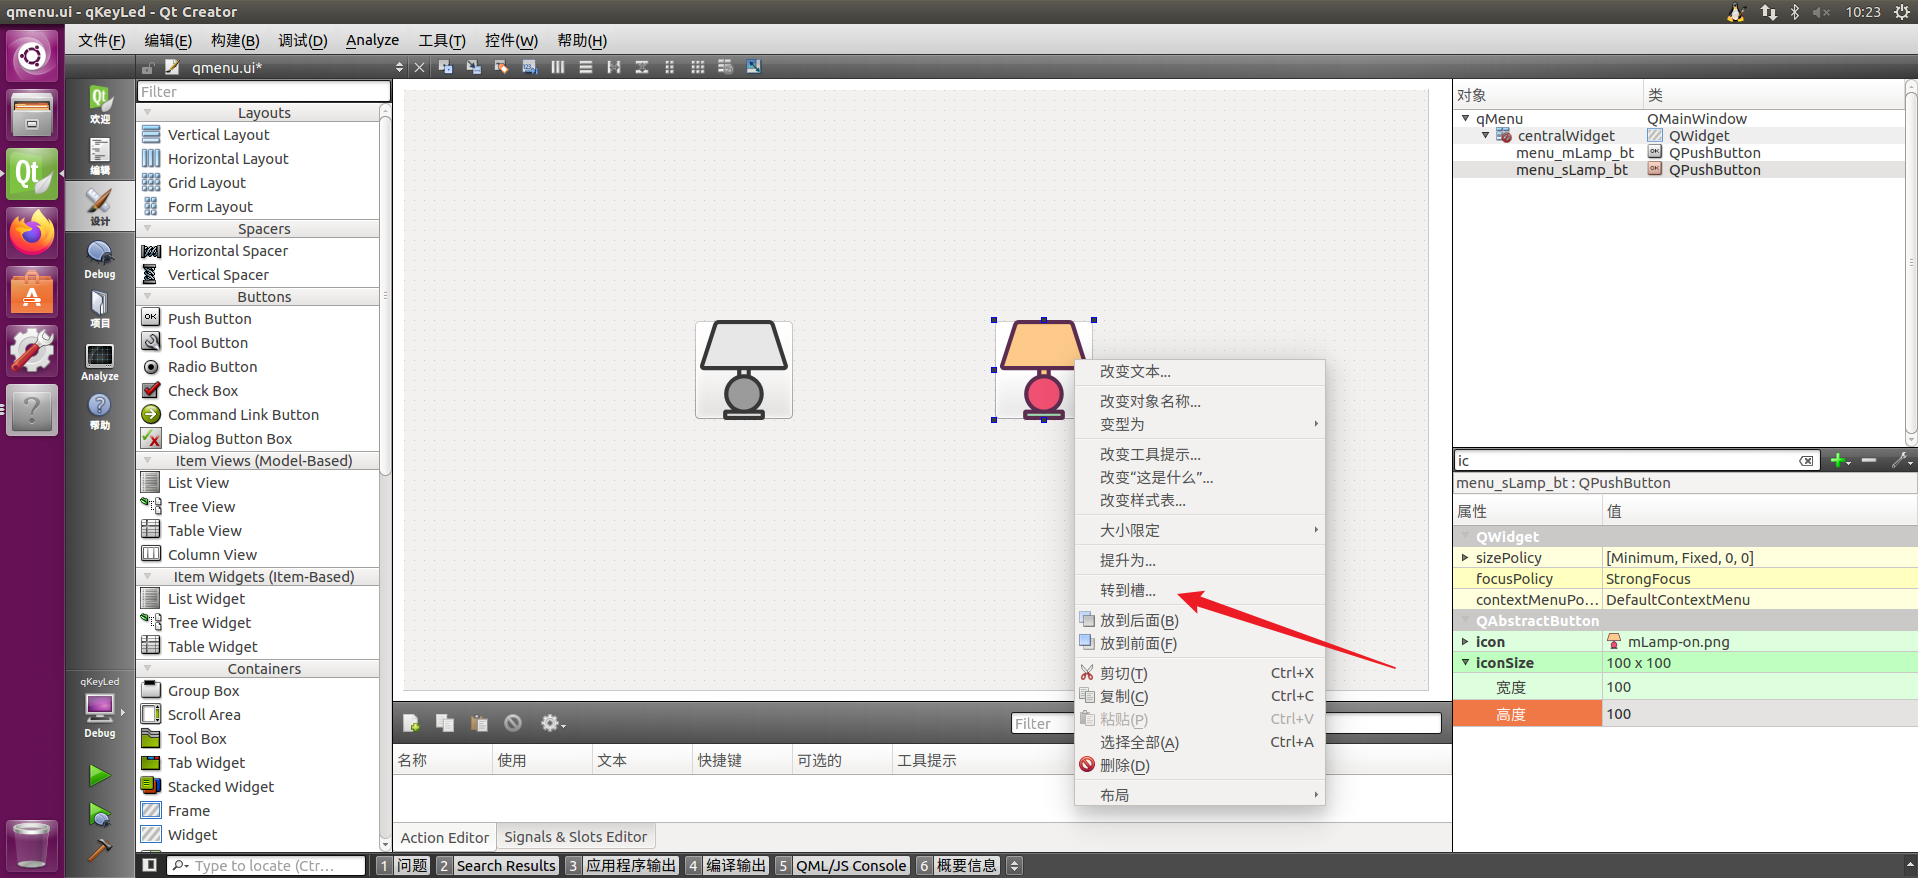 qmenu.ui - qKeyLed - Qt Creator
10:23
文件(F) 编辑(E) 构建(B) 调试(D) Analyze 工具(T) 控件(W) 帮助(H)
qmenu.ui*
欢迎
编辑
设计
Debug
项目
Analyze
帮助
qKeyLed
Debug
Filter
Layouts
Vertical Layout
Horizontal Layout
Grid Layout
Form Layout
Spacers
Horizontal Spacer
Vertical Spacer
Buttons
Push Button
Tool Button
Radio Button
Check Box
Command Link Button
Dialog Button Box
Item Views (Model-Based)
List View
Tree View
Table View
Column View
Item Widgets (Item-Based)
List Widget
Tree Widget
Table Widget
Containers
Group Box
Scroll Area
Tool Box
Tab Widget
Stacked Widget
Frame
Widget
改变文本...
改变对象名称...
变型为
改变工具提示...
改变“这是什么”...
改变样式表...
大小限定
提升为...
转到槽...
放到后面(B)
放到前面(F)
剪切(T) Ctrl+X
复制(C) Ctrl+C
粘贴(P) Ctrl+V
选择全部(A) Ctrl+A
删除(D)
布局
Filter
名称 使用 文本 快捷键 可选的 工具提示
Action Editor Signals & Slots Editor
对象 类
qMenu QMainWindow
centralWidget QWidget
menu_mLamp_bt QPushButton
menu_sLamp_bt QPushButton
ic
menu_sLamp_bt : QPushButton
属性 值
QWidget
sizePolicy [Minimum, Fixed, 0, 0]
focusPolicy StrongFocus
contextMenuPo... DefaultContextMenu
QAbstractButton
icon mLamp-on.png
iconSize 100 x 100
宽度 100
高度 100
Type to locate (Ctr... 1 问题 2 Search Results 3 应用程序输出 4 编译输出 5 QML/JS Console 6 概要信息